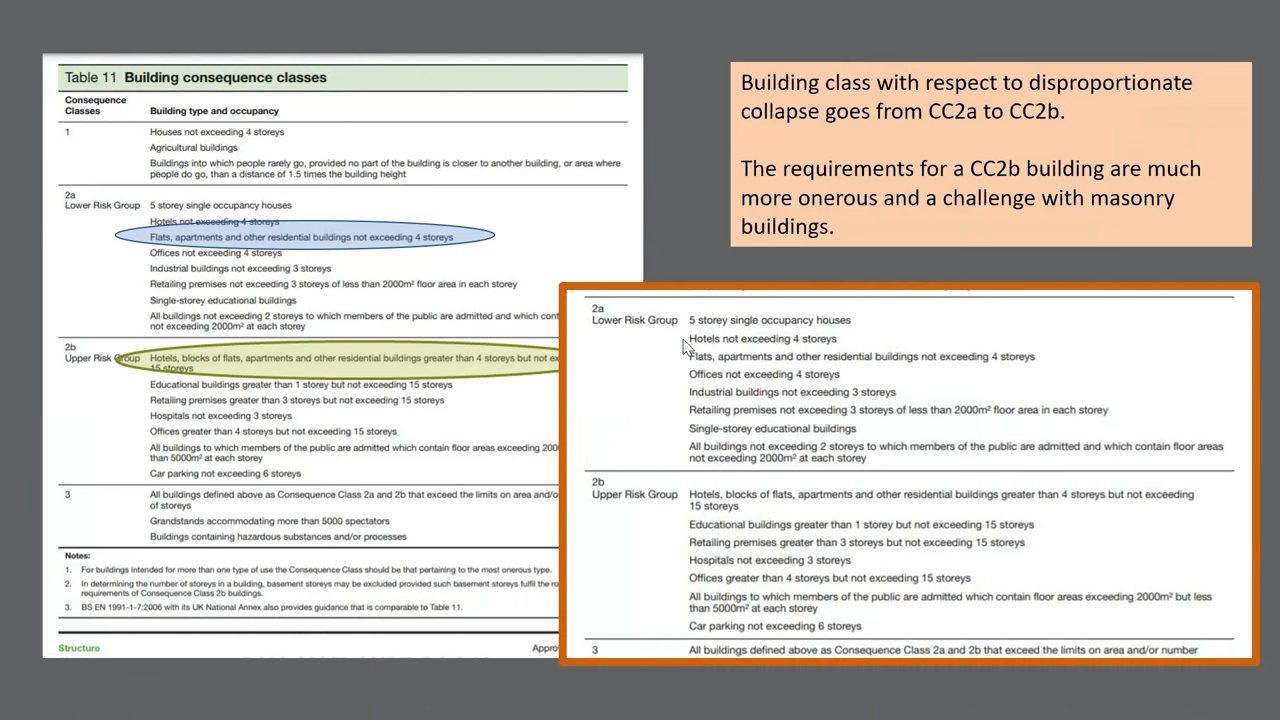 Table 11 Building consequence classes
Consequence
Classes Building type and occupancy
1 Houses not exceeding 4 storeys
Agricultural buildings
Buildings into which people rarely go, provided no part of the building is closer to another building, or area where
people do go, than a distance of 1.5 times the building height
2a
Lower Risk Group 5 storey single occupancy houses
Hotels not exceeding 4 storeys
Flats, apartments and other residential buildings not exceeding 4 storeys
Offices not exceeding 4 storeys
Industrial buildings not exceeding 3 storeys
Retailing premises not exceeding 3 storeys of less than 2000m² floor area in each storey
Single-storey educational buildings
All buildings not exceeding 2 storeys to which members of the public are admitted and which
not exceeding 2000m² at each storey
2b
Upper Risk Group Hotels, blocks of flats, apartments and other residential buildings greater than 4 storeys but not
15 storeys
Educational buildings greater than 1 storey but not exceeding 15 storeys
Retailing premises greater than 3 storeys but not exceeding 15 storeys
Hospitals not exceeding 3 storeys
Offices greater than 4 storeys but not exceeding 15 storeys
All buildings to which members of the public are admitted which contain floor areas exceeding
than 5000m² at each storey
Car parking not exceeding 6 storeys
3 All buildings defined above as Consequence Class 2a and 2b that exceed the limits on area
of storeys
Grandstands accommodating more than 5000 spectators
Buildings containing hazardous substances and/or processes
Notes:
1. For buildings intended for more than one type of use the Consequence Class should be that pertaining to the most onerous type.
2. In determining the number of storeys in a building, basement storeys may be excluded provided such basement storeys fulfil the
requirements of Consequence Class 2b buildings.
3. BS EN 1991-1-7:2006 with its UK National Annex also provides guidance that is comparable to Table 11.
Structure
Building class with respect to disproportionate
collapse goes from CC2a to CC2b.
The requirements for a CC2b building are much
more onerous and a challenge with masonry
buildings.
2a
Lower Risk Group 5 storey single occupancy houses
Hotels not exceeding 4 storeys
Flats, apartments and other residential buildings not exceeding 4 storeys
Offices not exceeding 4 storeys
Industrial buildings not exceeding 3 storeys
Retailing premises not exceeding 3 storeys of less than 2000m² floor area in each storey
Single-storey educational buildings
All buildings not exceeding 2 storeys to which members of the public are admitted and which contain floor areas
not exceeding 2000m² at each storey
2b
Upper Risk Group Hotels, blocks of flats, apartments and other residential buildings greater than 4 storeys but not exceeding
15 storeys
Educational buildings greater than 1 storey but not exceeding 15 storeys
Retailing premises greater than 3 storeys but not exceeding 15 storeys
Hospitals not exceeding 3 storeys
Offices greater than 4 storeys but not exceeding 15 storeys
All buildings to which members of the public are admitted which contain floor areas exceeding 2000m² but less
than 5000m² at each storey
Car parking not exceeding 6 storeys
3 All buildings defined above as Consequence Class 2a and 2b that exceed the limits on area and/or number